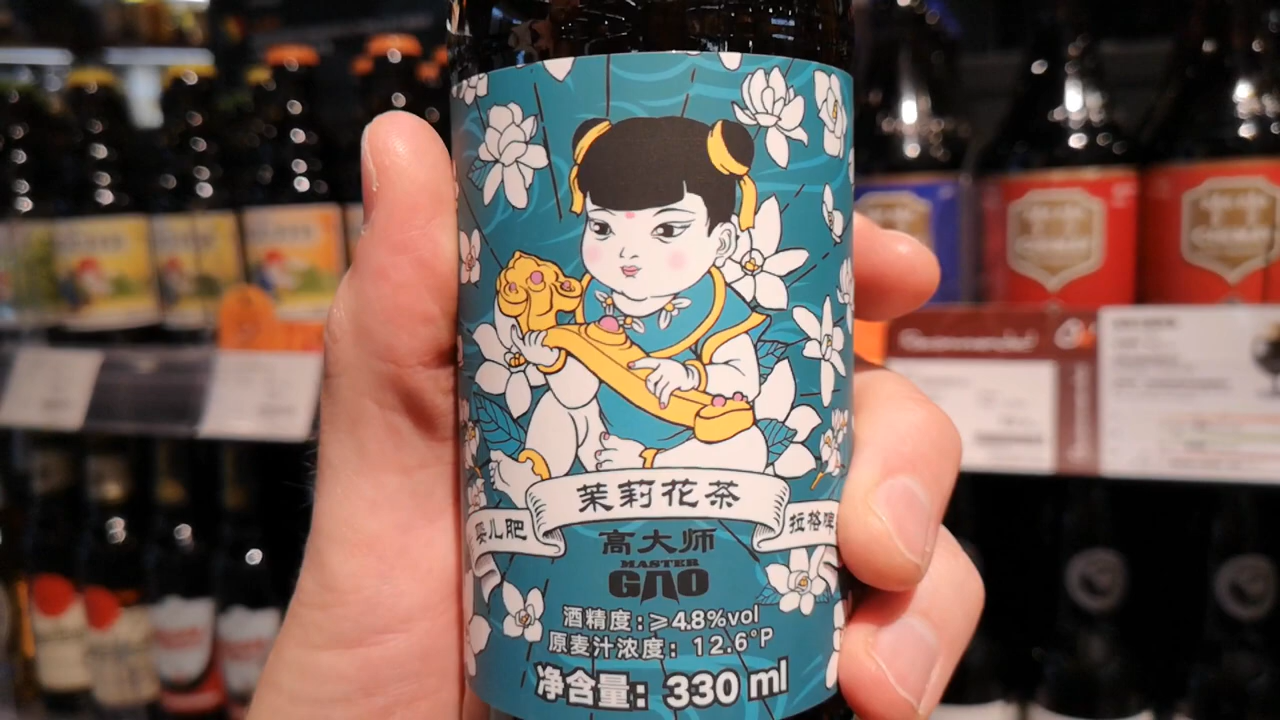 茉莉花茶
婴儿肥
拉格啤
高大师
MASTER
GAO
酒精度:≥4.8%vol
原麦汁浓度: 12.6°P
净含量: 330 ml